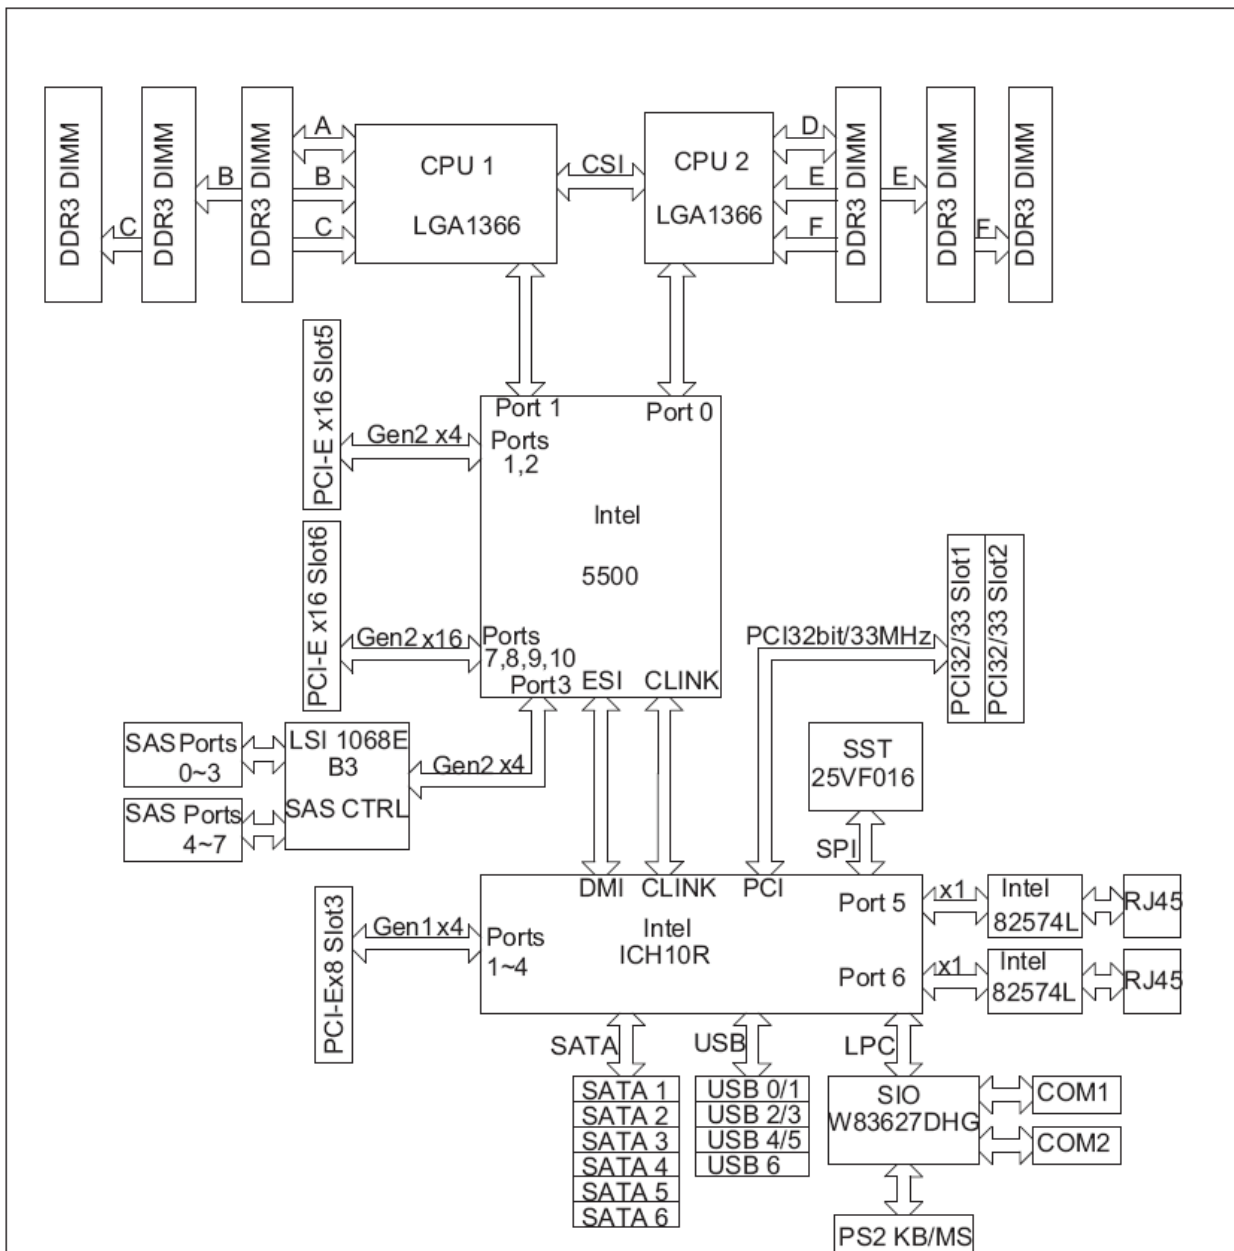 DDR3 DIMM
DDR3 DIMM
DDR3 DIMM
A
B
B
C
C
CPU 1
LGA1366
CSI
CPU 2
LGA1366
D
E
E
F
F
DDR3 DIMM
DDR3 DIMM
DDR3 DIMM
PCI-E x16 Slot5
Gen2 x4
Port 1
Port 0
Ports
1,2
Intel
5500
PCI-E x16 Slot6
Gen2 x16
Ports
7,8,9,10
Port3
ESI
CLINK
PCI32bit/33MHz
PCI32/33 Slot1
PCI32/33 Slot2
SAS Ports
0~3
SAS Ports
4~7
LSI 1068E
B3
SAS CTRL
Gen2 x4
SST
25VF016
SPI
PCI-Ex8 Slot3
Gen1x4
DMI
CLINK
PCI
Intel
ICH10R
Ports
1~4
Port 5
Port 6
x1
Intel
82574L
RJ45
x1
Intel
82574L
RJ45
SATA
USB
LPC
SATA 1
SATA 2
SATA 3
SATA 4
SATA 5
SATA 6
USB 0/1
USB 2/3
USB 4/5
USB 6
SIO
W83627DHG
COM1
COM2
PS2 KB/MS